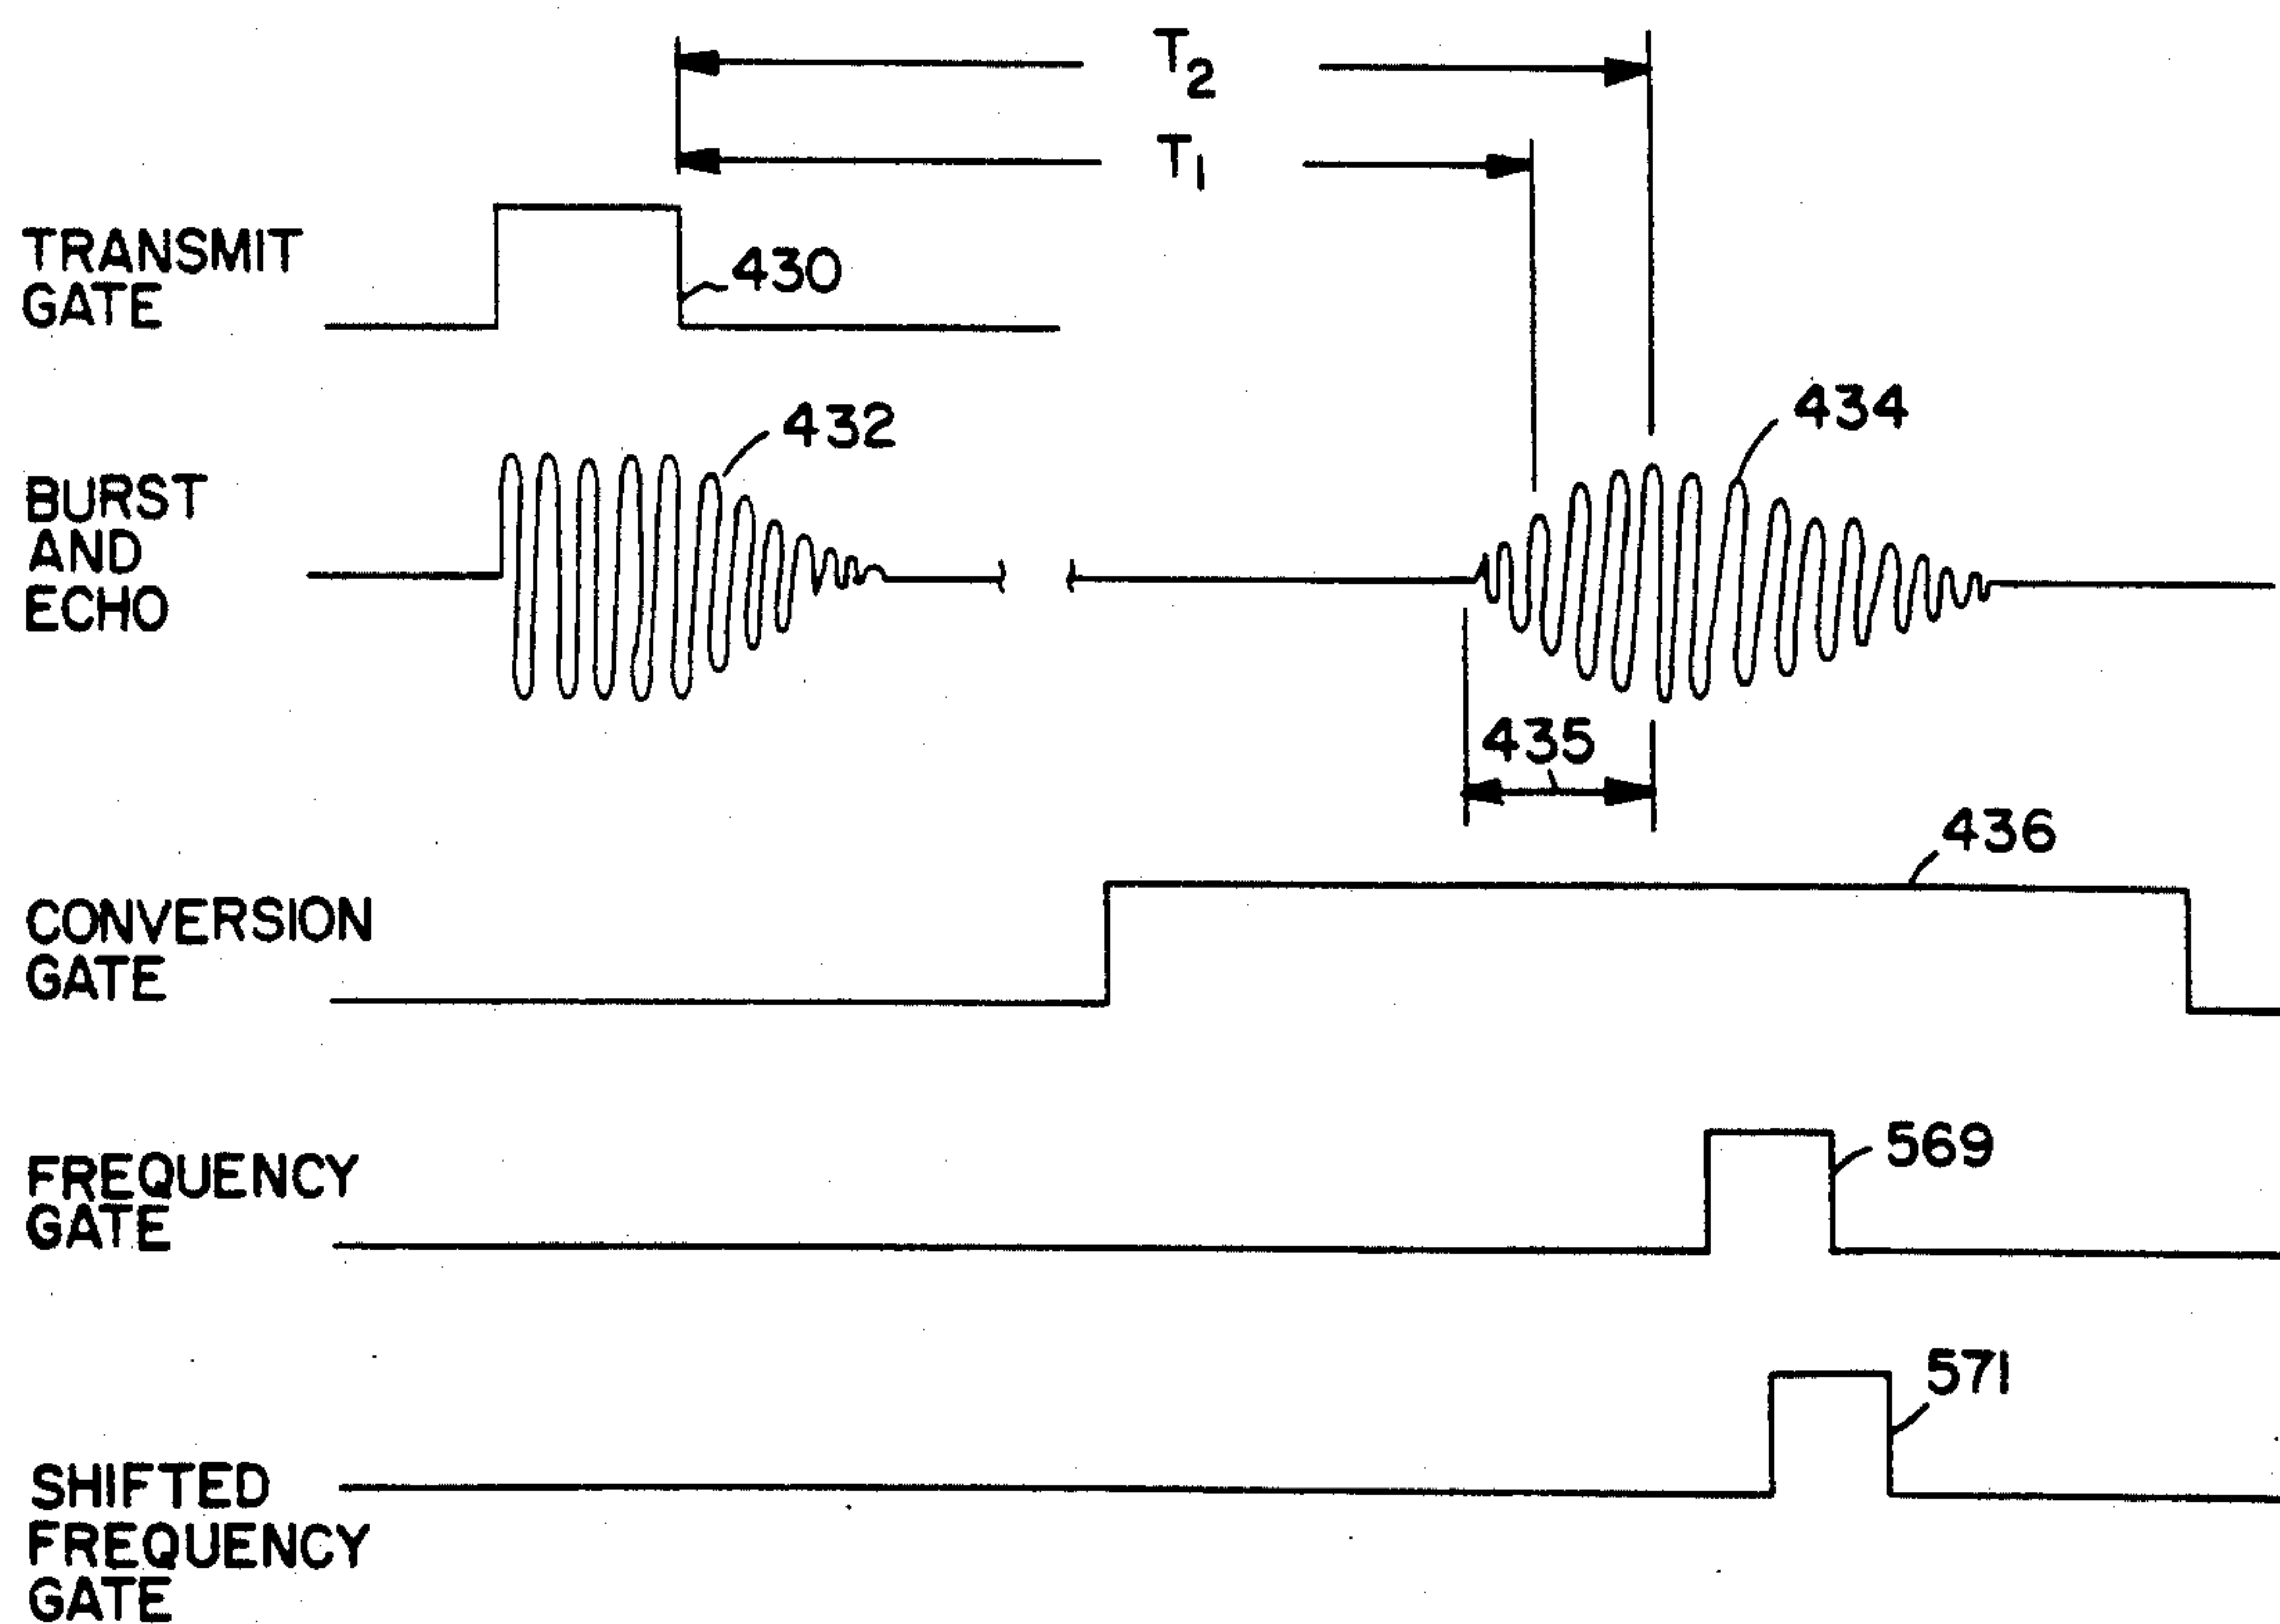 T2
T1
TRANSMIT
GATE
430
432
434
BURST
AND
ECHO
435
436
CONVERSION
GATE
569
FREQUENCY
GATE
571
SHIFTED
FREQUENCY
GATE